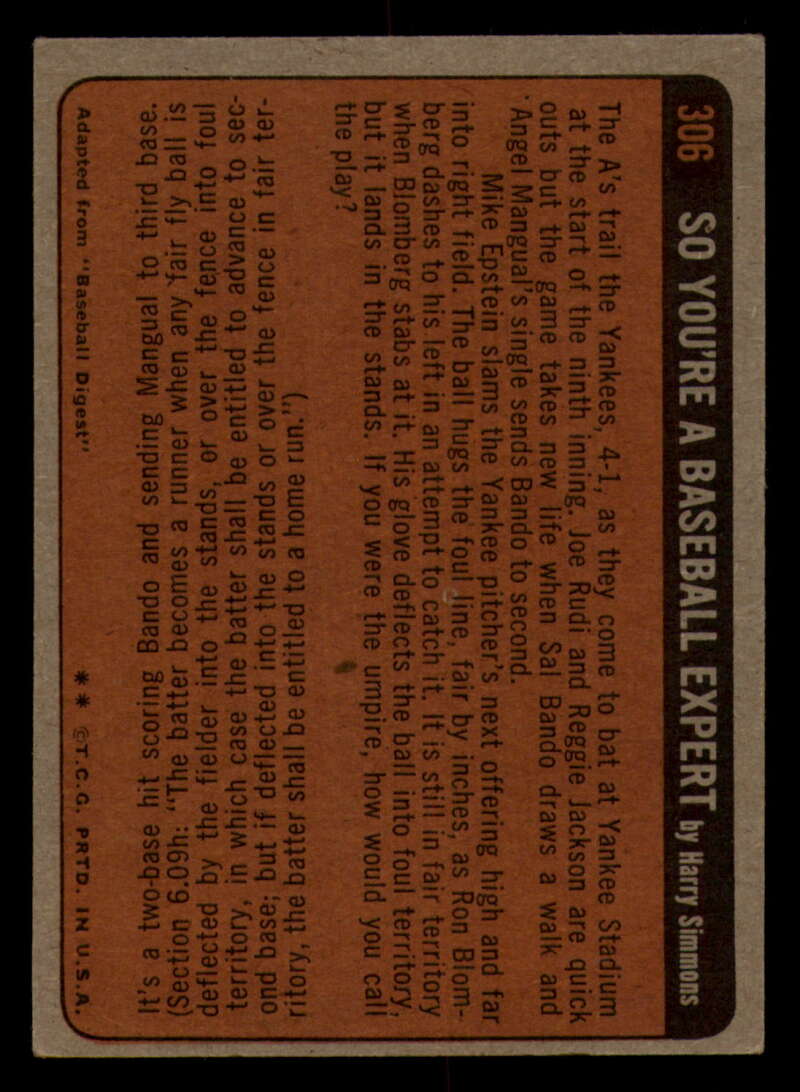 306 SO YOU'RE A BASEBALL EXPERT by Harry Simmons
The A's trail the Yankees, 4-1, as they come to bat at Yankee Stadium
at the start of the ninth inning. Joe Rudi and Reggie Jackson are quick
outs but the game takes new life when Sal Bando draws a walk and
Angel Mangual's single sends Bando to second.
Mike Epstein slams the Yankee pitcher's next offering high and far
into right field. The ball hugs the foul line, fair by inches, as Ron Blom-
berg dashes to his left in an attempt to catch it. It is still in fair territory
when Blomberg stabs at it. His glove deflects the ball into foul territory,
but it lands in the stands. If you were the umpire, how would you call
the play?
It's a two-base hit scoring Bando and sending Mangual to third base.
(Section 6.09h: "The batter becomes a runner when any fair fly ball is
deflected by the fielder into the stands, or over the fence into foul
territory, in which case the batter shall be entitled to advance to sec-
ond base; but if deflected into the stands or over the fence in fair ter-
ritory, the batter shall be entitled to a home run.")
Adapted from "Baseball Digest" ** ©T.C.G. PRTD. IN U.S.A.